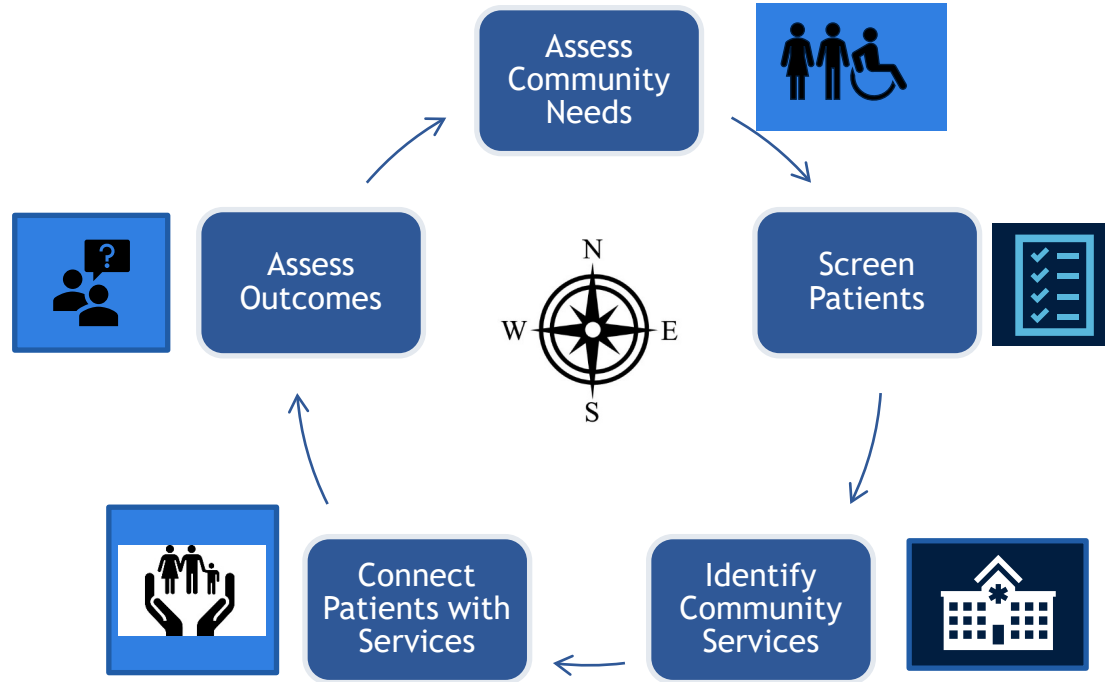 Assess
Community
Needs
Screen
Patients
Identify
Community
Services
Connect
Patients with
Services
Assess
Outcomes
?
N
W
E
S